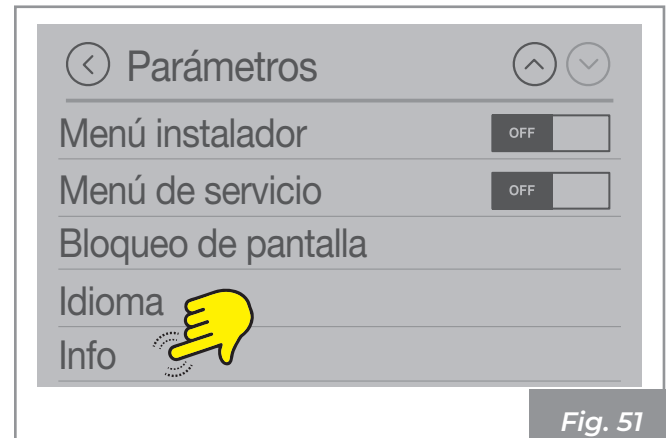 Parámetros
Menú instalador OFF
Menú de servicio OFF
Bloqueo de pantalla
Idioma
Info
Fig. 51